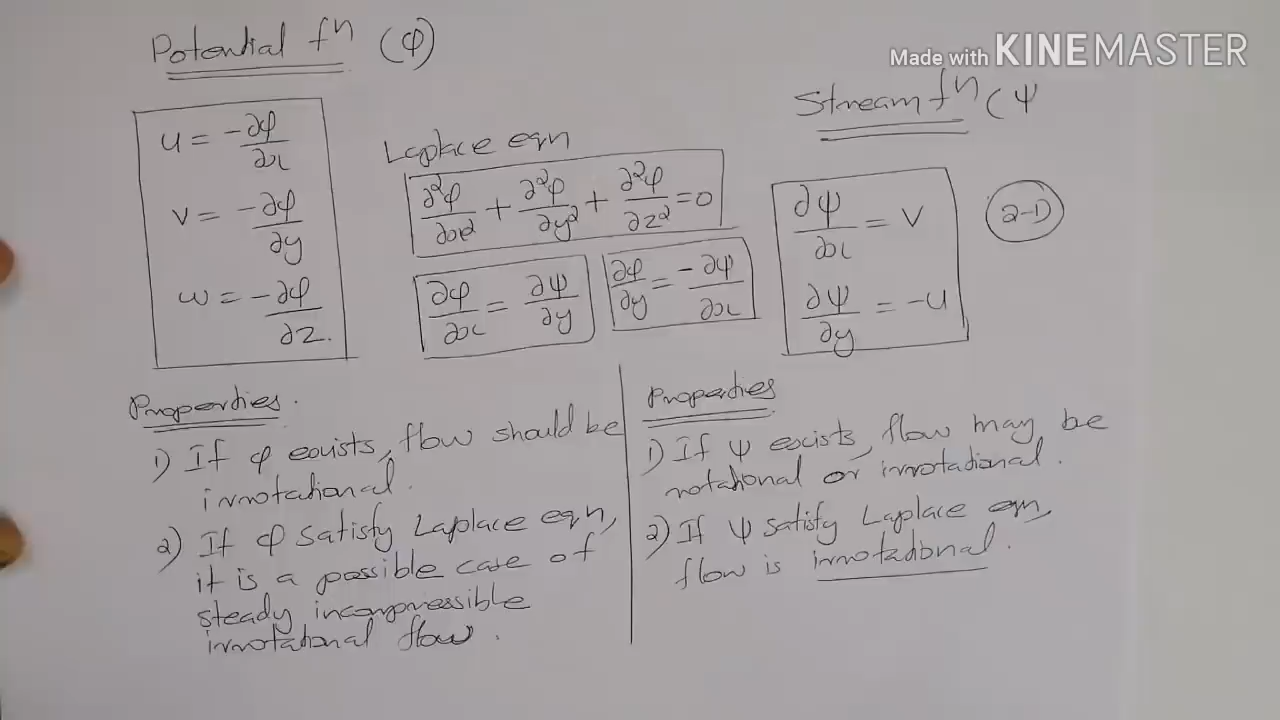 Potential fⁿ (φ)
Made with KINEMASTER
Stream fⁿ (ψ
u = -∂φ/∂x
v = -∂φ/∂y
w = -∂φ/∂z.
Laplace eqn
∂²φ/∂x² + ∂²φ/∂y² + ∂²φ/∂z² = 0
∂φ/∂x = ∂ψ/∂y
∂φ/∂y = -∂ψ/∂x
∂ψ/∂x = v
∂ψ/∂y = -u
2-D
Properties.
1) If φ exists, flow should be
irrotational.
2) If φ satisfy Laplace eqn,
it is a possible case of
steady incompressible
irrotational flow.
Properties
1) If ψ exists, flow may be
rotational or irrotational.
2) If ψ satisfy Laplace eqn,
flow is irrotational.